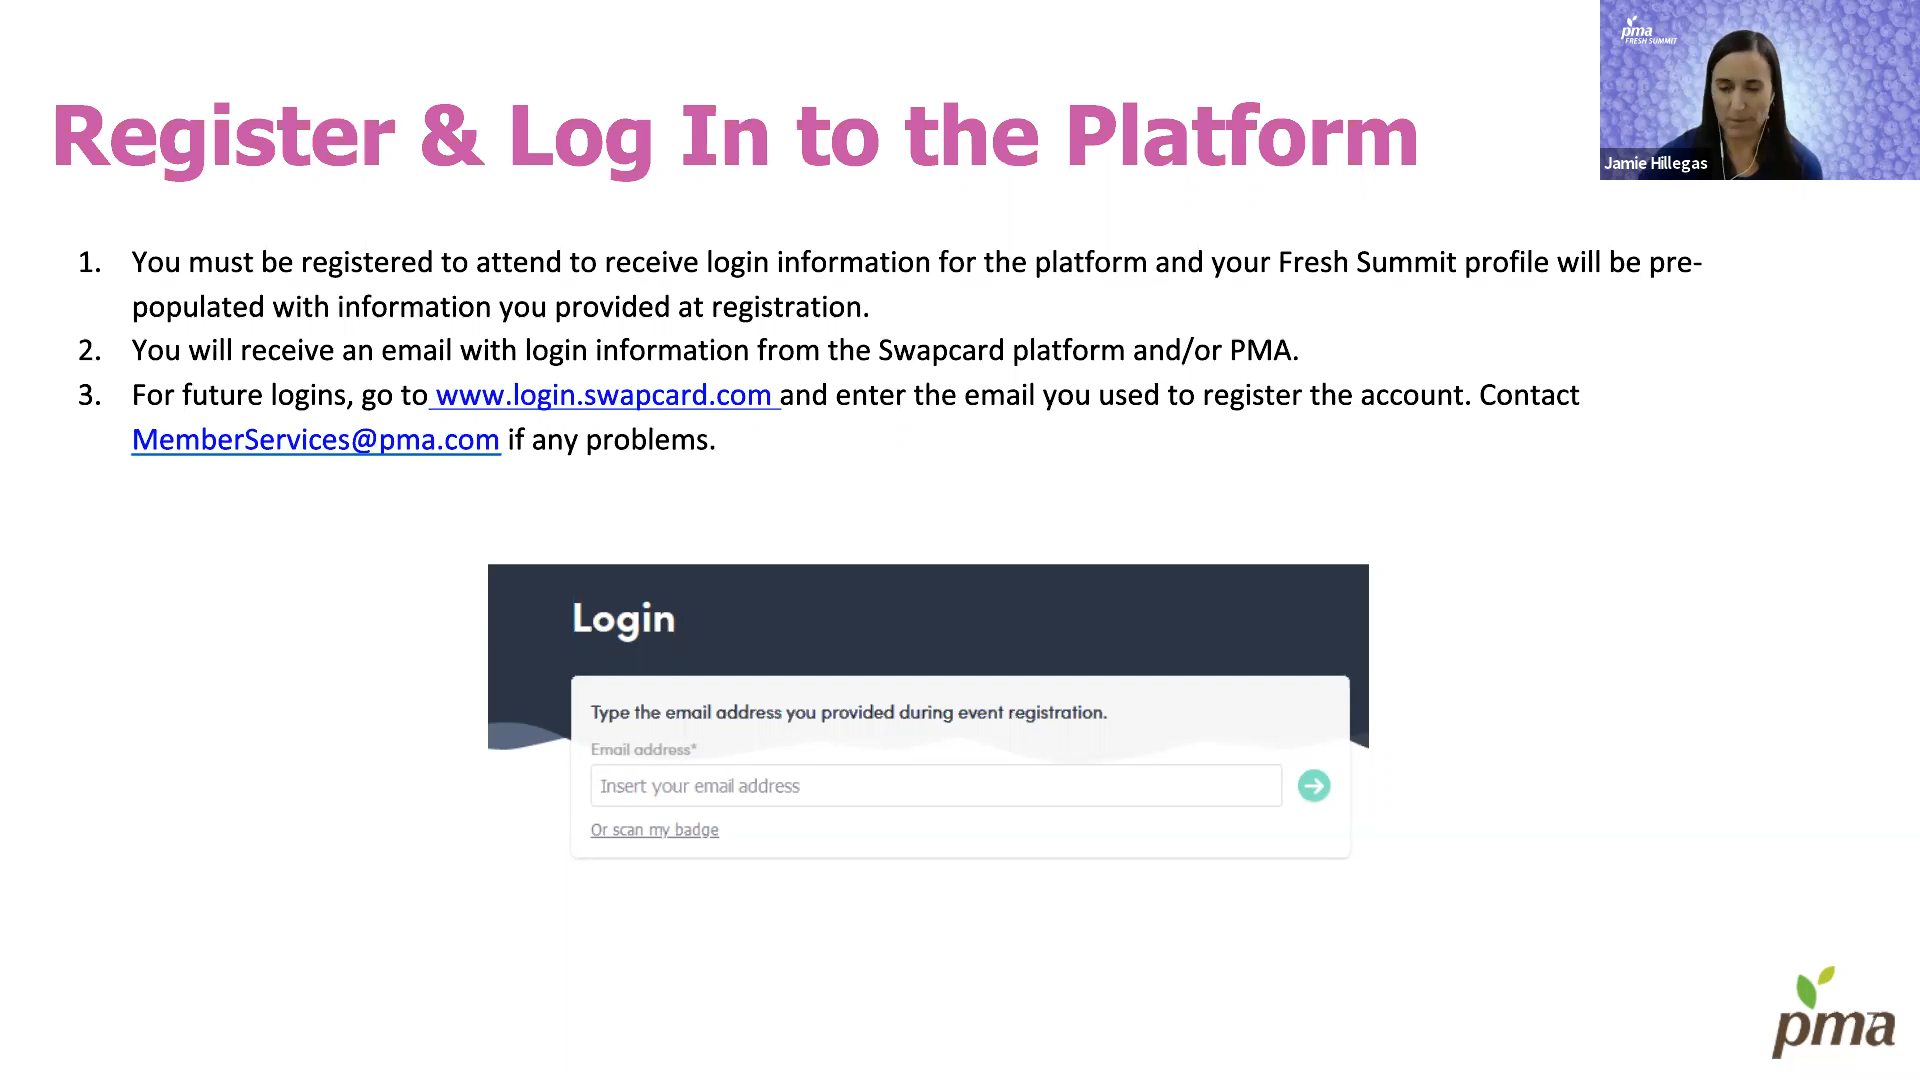 pma
FRESH SUMMIT
Jamie Hillegas
Register & Log In to the Platform
1. You must be registered to attend to receive login information for the platform and your Fresh Summit profile will be pre-
populated with information you provided at registration.
2. You will receive an email with login information from the Swapcard platform and/or PMA.
3. For future logins, go to www.login.swapcard.com and enter the email you used to register the account. Contact
MemberServices@pma.com if any problems.
Login
Type the email address you provided during event registration.
Email address*
Insert your email address
Or scan my badge
pma